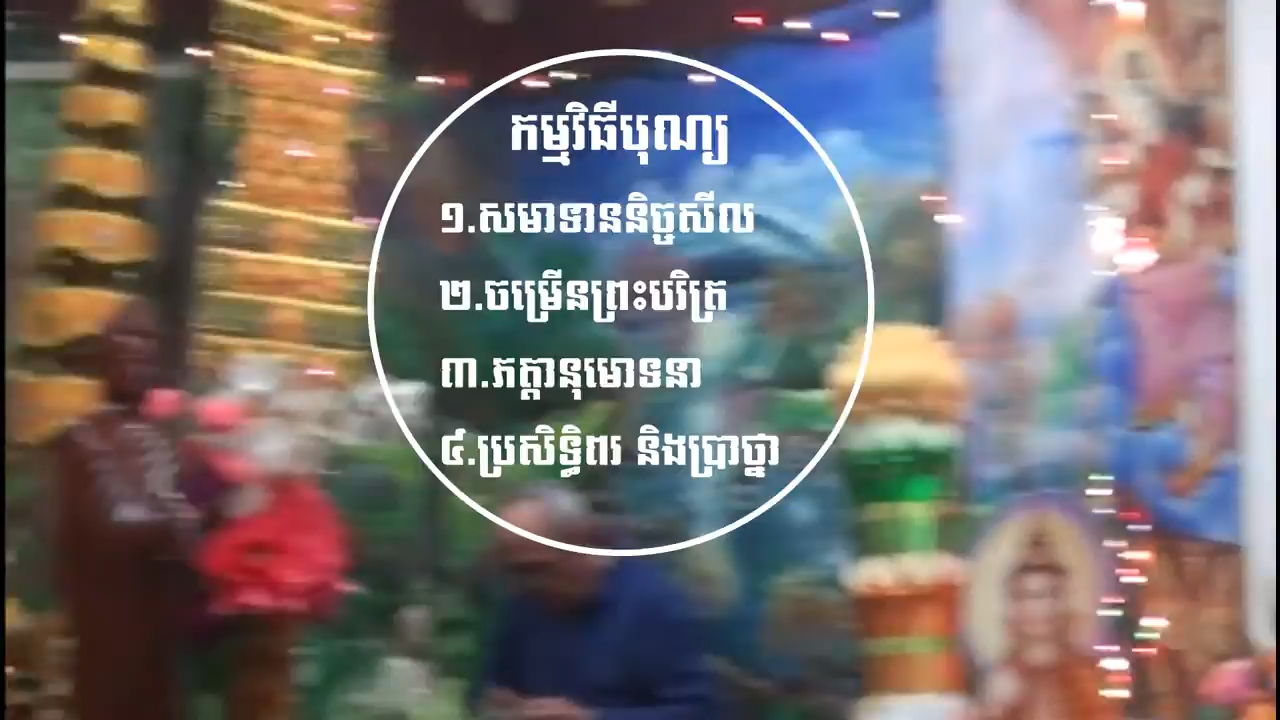 កម្មវិធីបុណ្យ
១.សមាទាននិច្ចសីល
២.ចម្រើនព្រះបរិត្រ
៣.ភត្តានុមោទនា
៤.ប្រសិទ្ធិពរ និងប្រាថ្នា